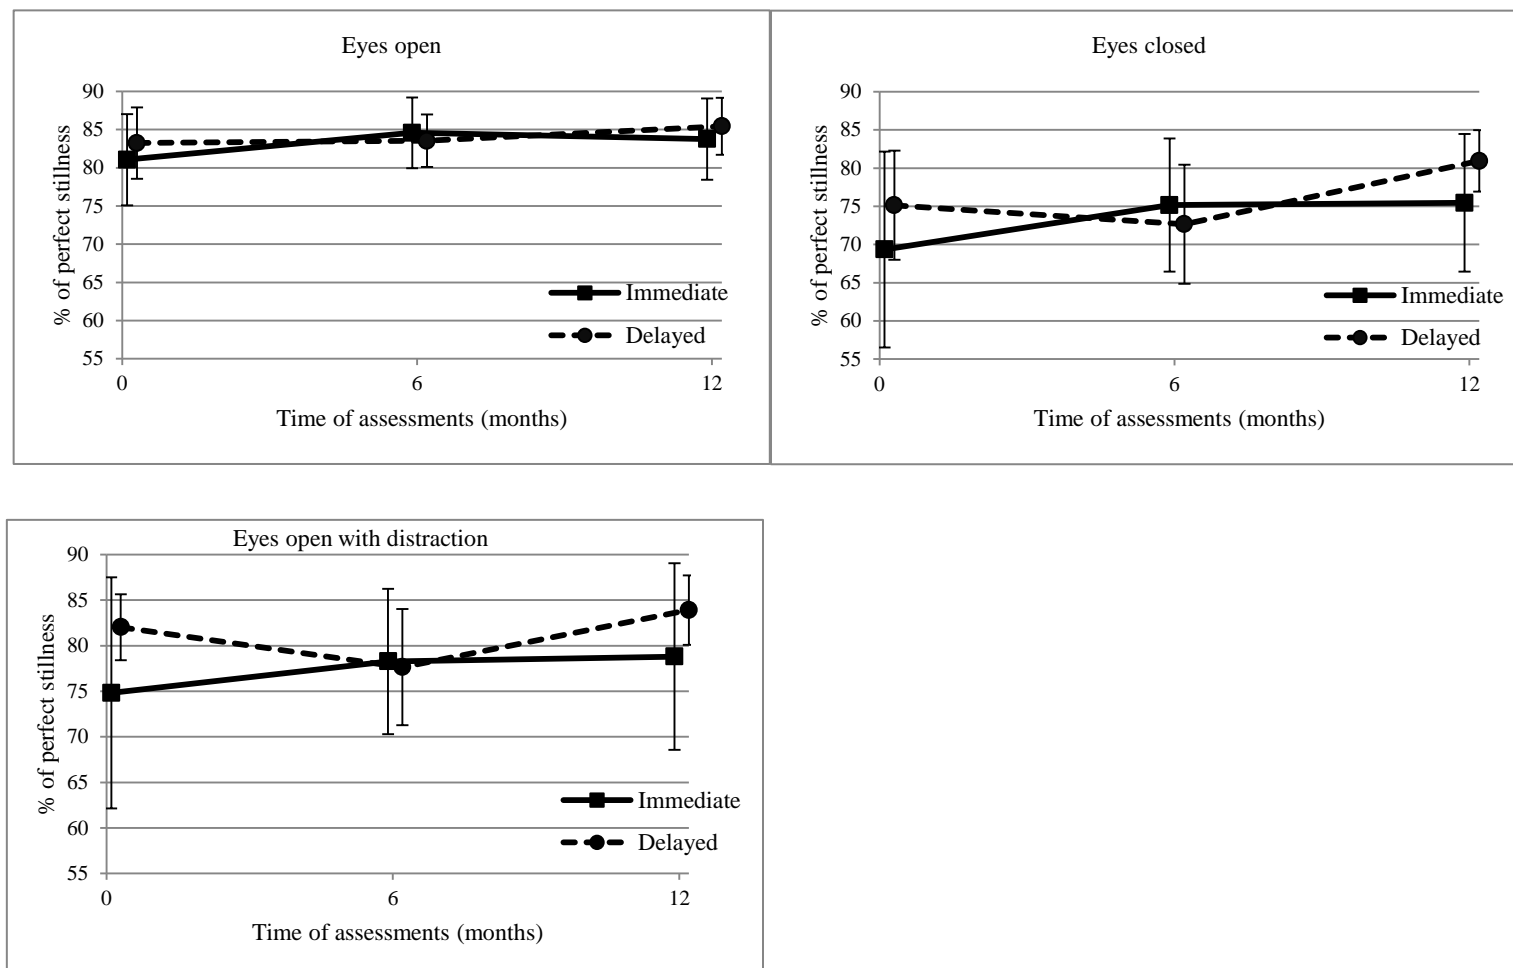 Eyes open
90
85
80
75
70
65
60
55
% of perfect stillness
Immediate
Delayed
0 6 12
Time of assessments (months)
Eyes closed
90
85
80
75
70
65
60
55
% of perfect stillness
Immediate
Delayed
0 6 12
Time of assessments (months)
Eyes open with distraction
90
85
80
75
70
65
60
55
% of perfect stillness
Immediate
Delayed
0 6 12
Time of assessments (months)